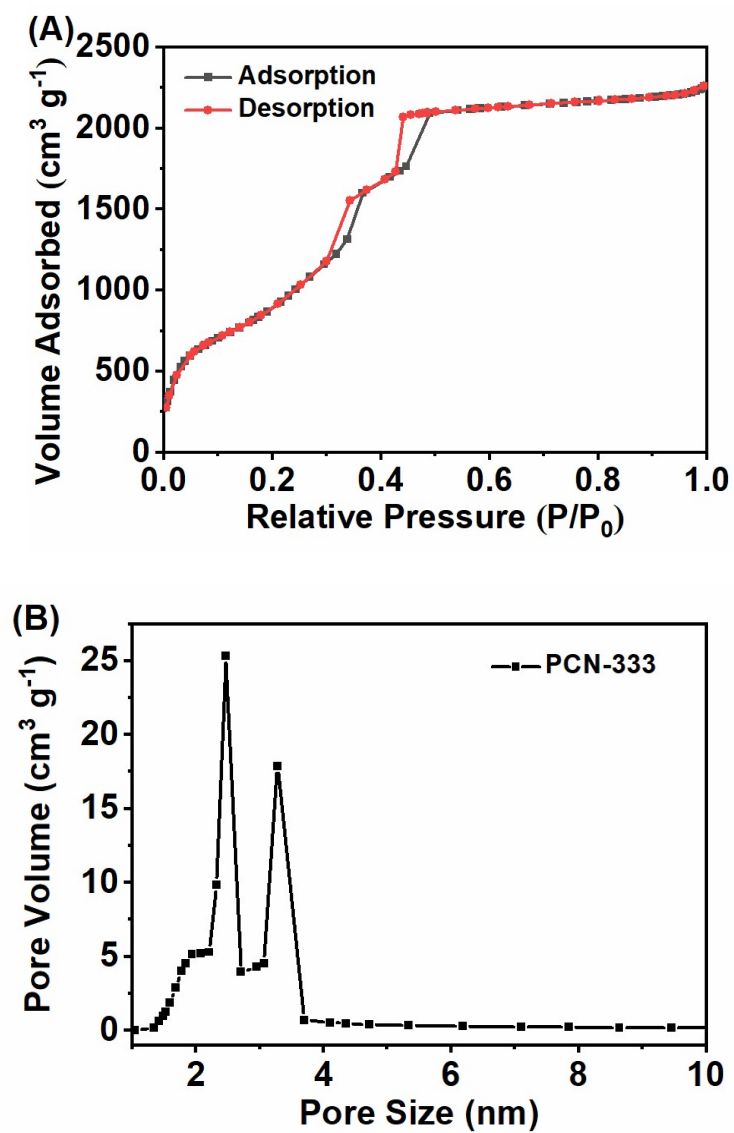 (A)
2500
2000
1500
1000
500
0
Volume Adsorbed (cm³ g⁻¹)
Adsorption
Desorption
0.0 0.2 0.4 0.6 0.8 1.0
Relative Pressure (P/P₀)
(B)
25
20
15
10
5
0
Pore Volume (cm³ g⁻¹)
PCN-333
2 4 6 8 10
Pore Size (nm)